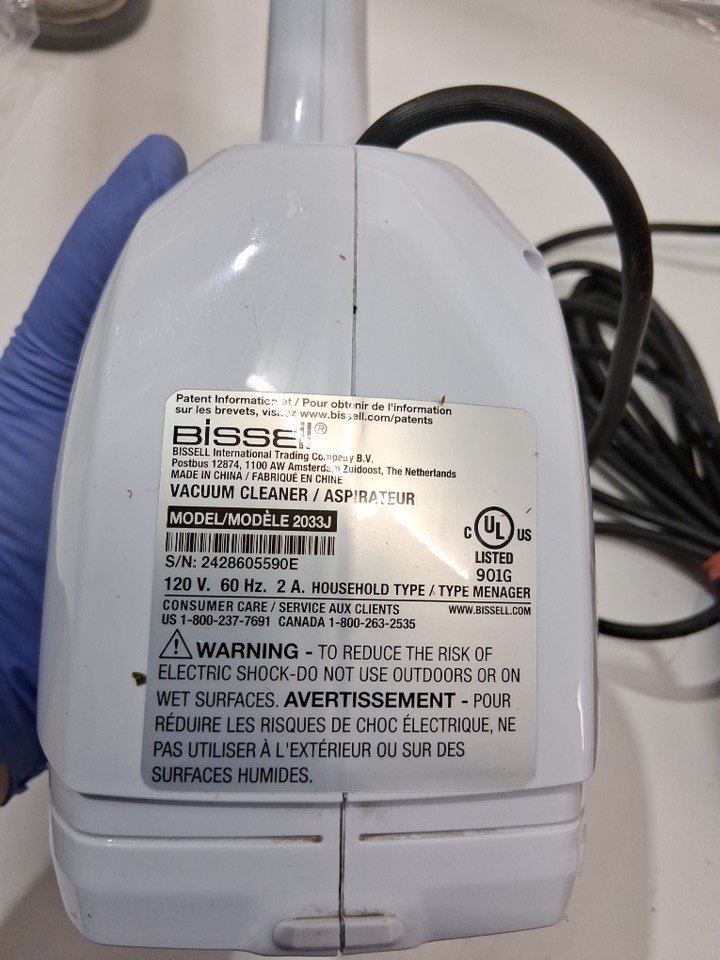 Patent Information at / Pour obtenir de l'information
sur les brevets, visitez www.bissell.com/patents
BISSELL®
BISSELL International Trading Company B.V.
Postbus 12874, 1100 AW Amsterdam Zuidoost, The Netherlands
MADE IN CHINA / FABRIQUÉ EN CHINE
VACUUM CLEANER / ASPIRATEUR
MODEL/MODÈLE 2033J
S/N: 2428605590E
C UL US
LISTED
901G
120 V. 60 Hz. 2 A. HOUSEHOLD TYPE / TYPE MENAGER
CONSUMER CARE / SERVICE AUX CLIENTS WWW.BISSELL.COM
US 1-800-237-7691 CANADA 1-800-263-2535
WARNING - TO REDUCE THE RISK OF
ELECTRIC SHOCK-DO NOT USE OUTDOORS OR ON
WET SURFACES. AVERTISSEMENT - POUR
RÉDUIRE LES RISQUES DE CHOC ÉLECTRIQUE, NE
PAS UTILISER À L'EXTÉRIEUR OU SUR DES
SURFACES HUMIDES.